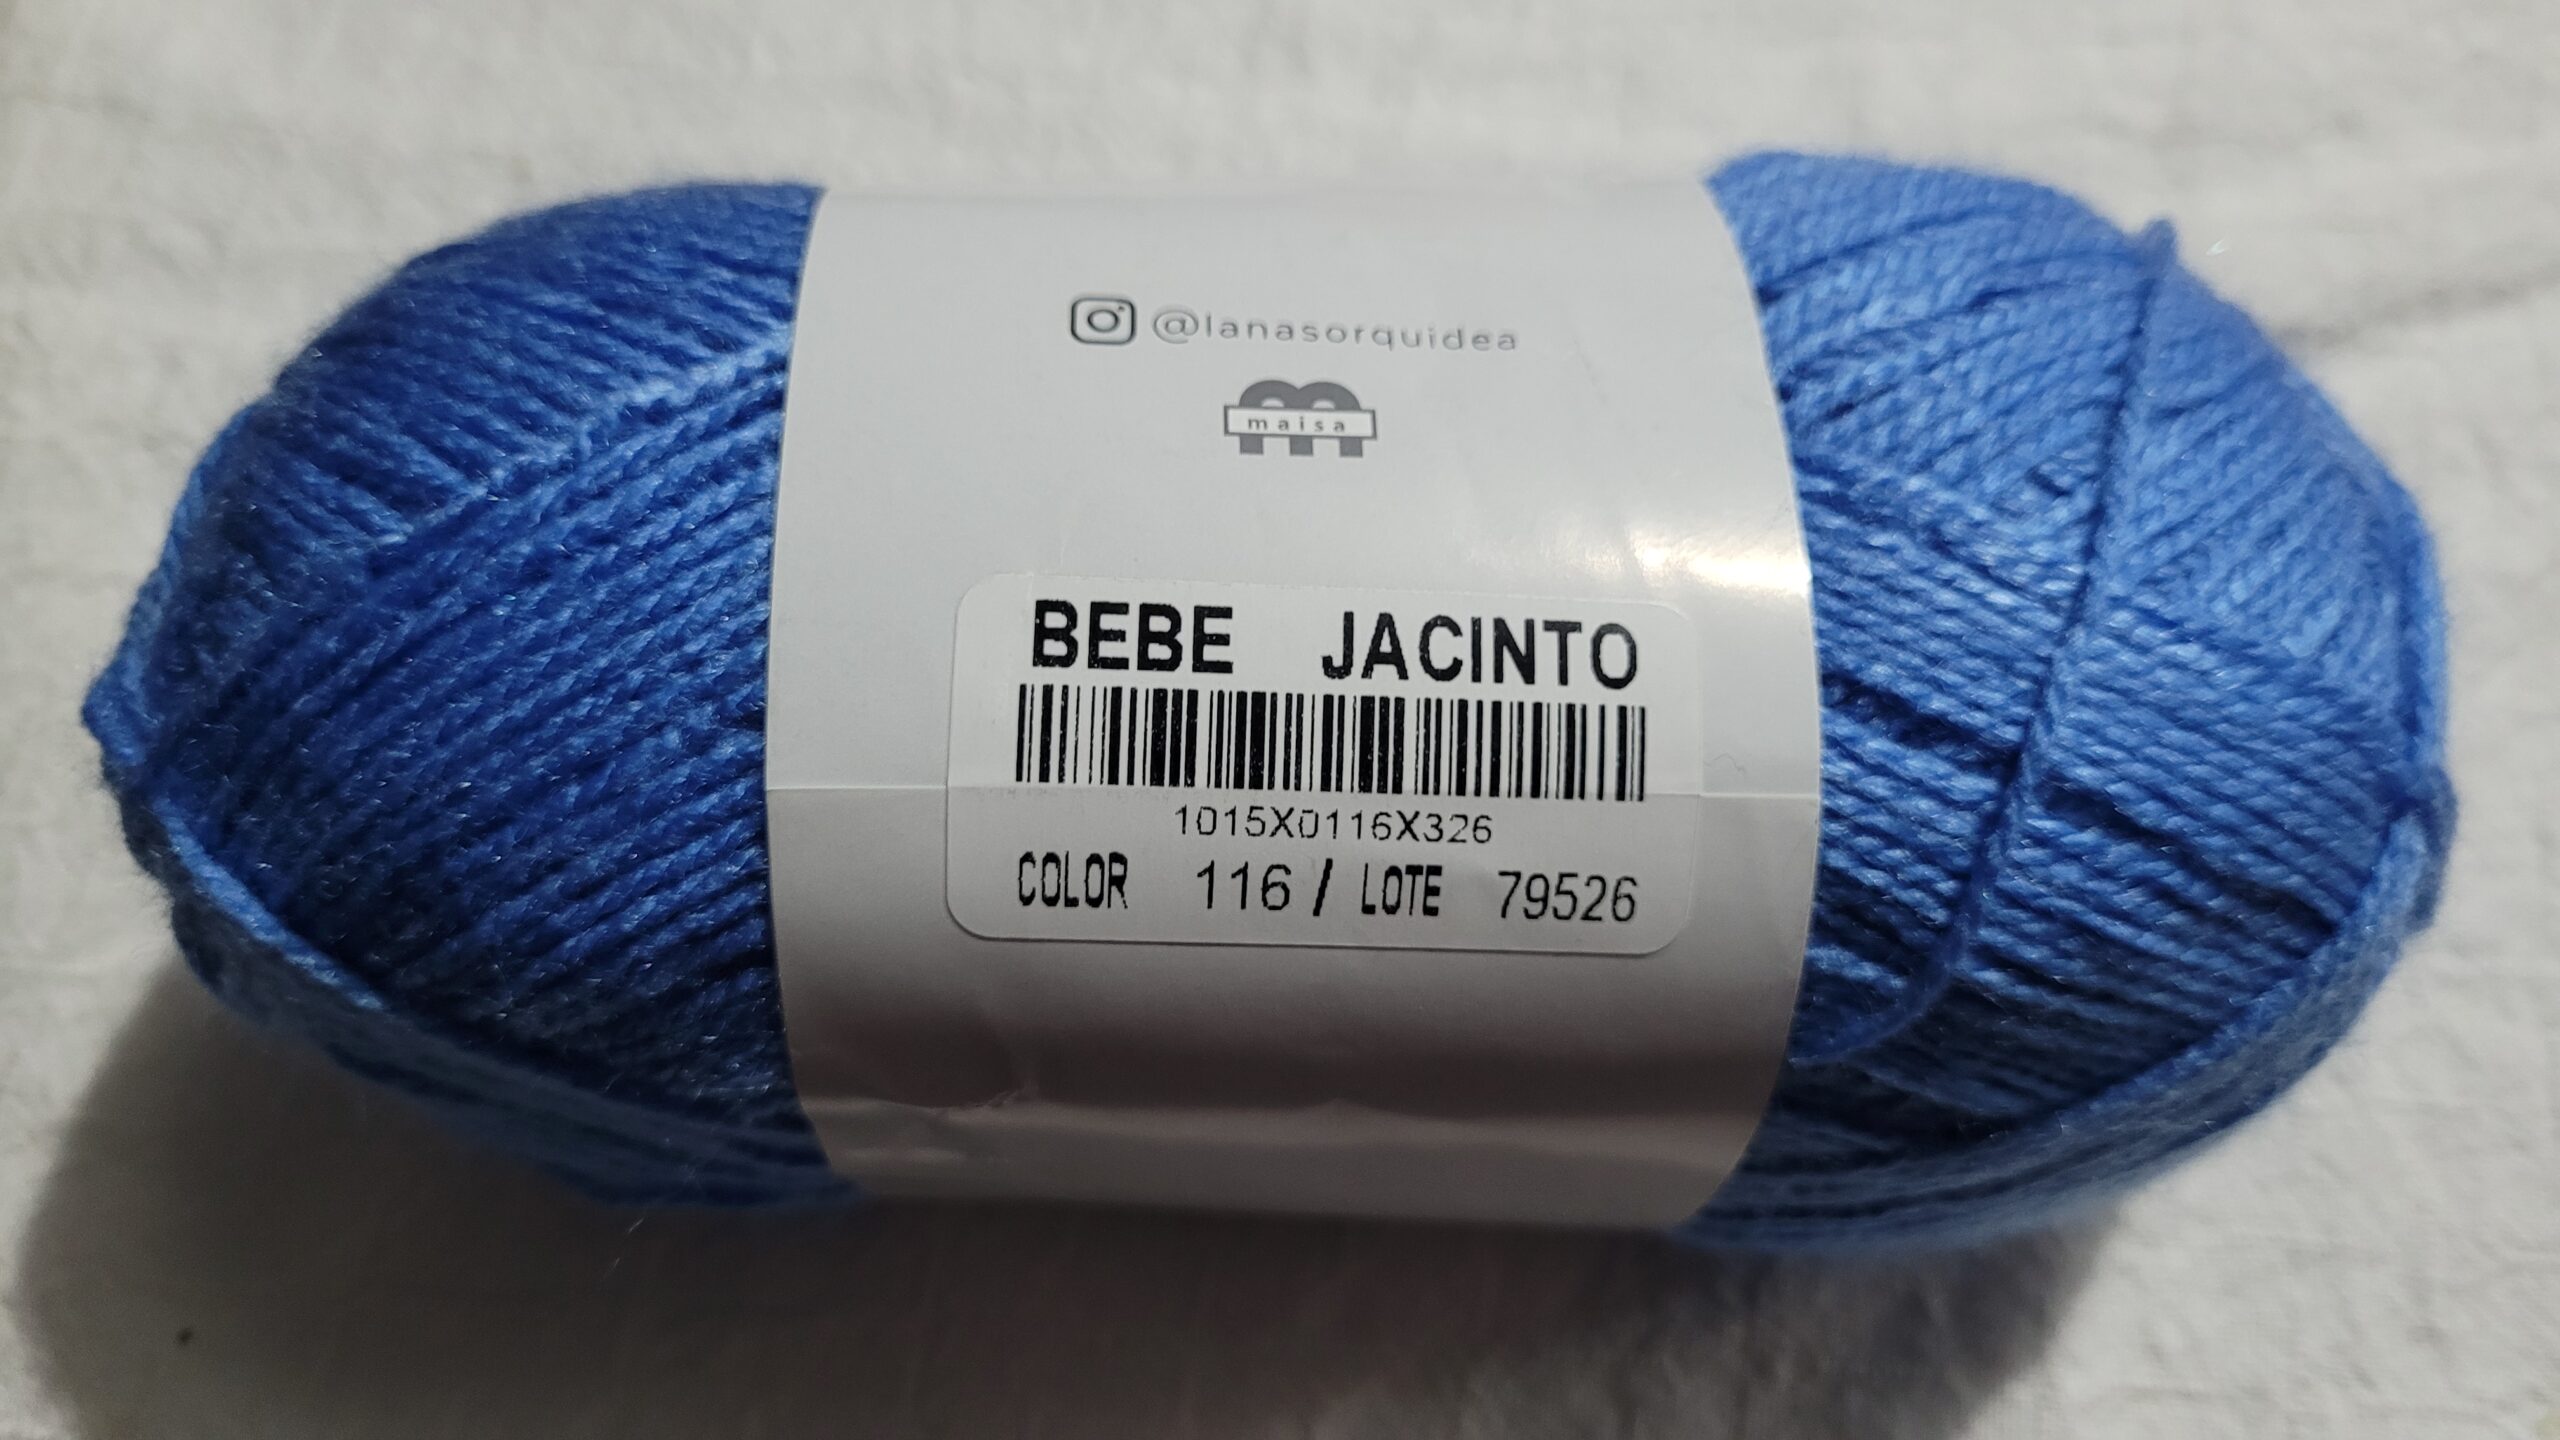 @lanasorquidea
maisa
BEBE JACINTO
1015X0116X326
COLOR 116 / LOTE 79526